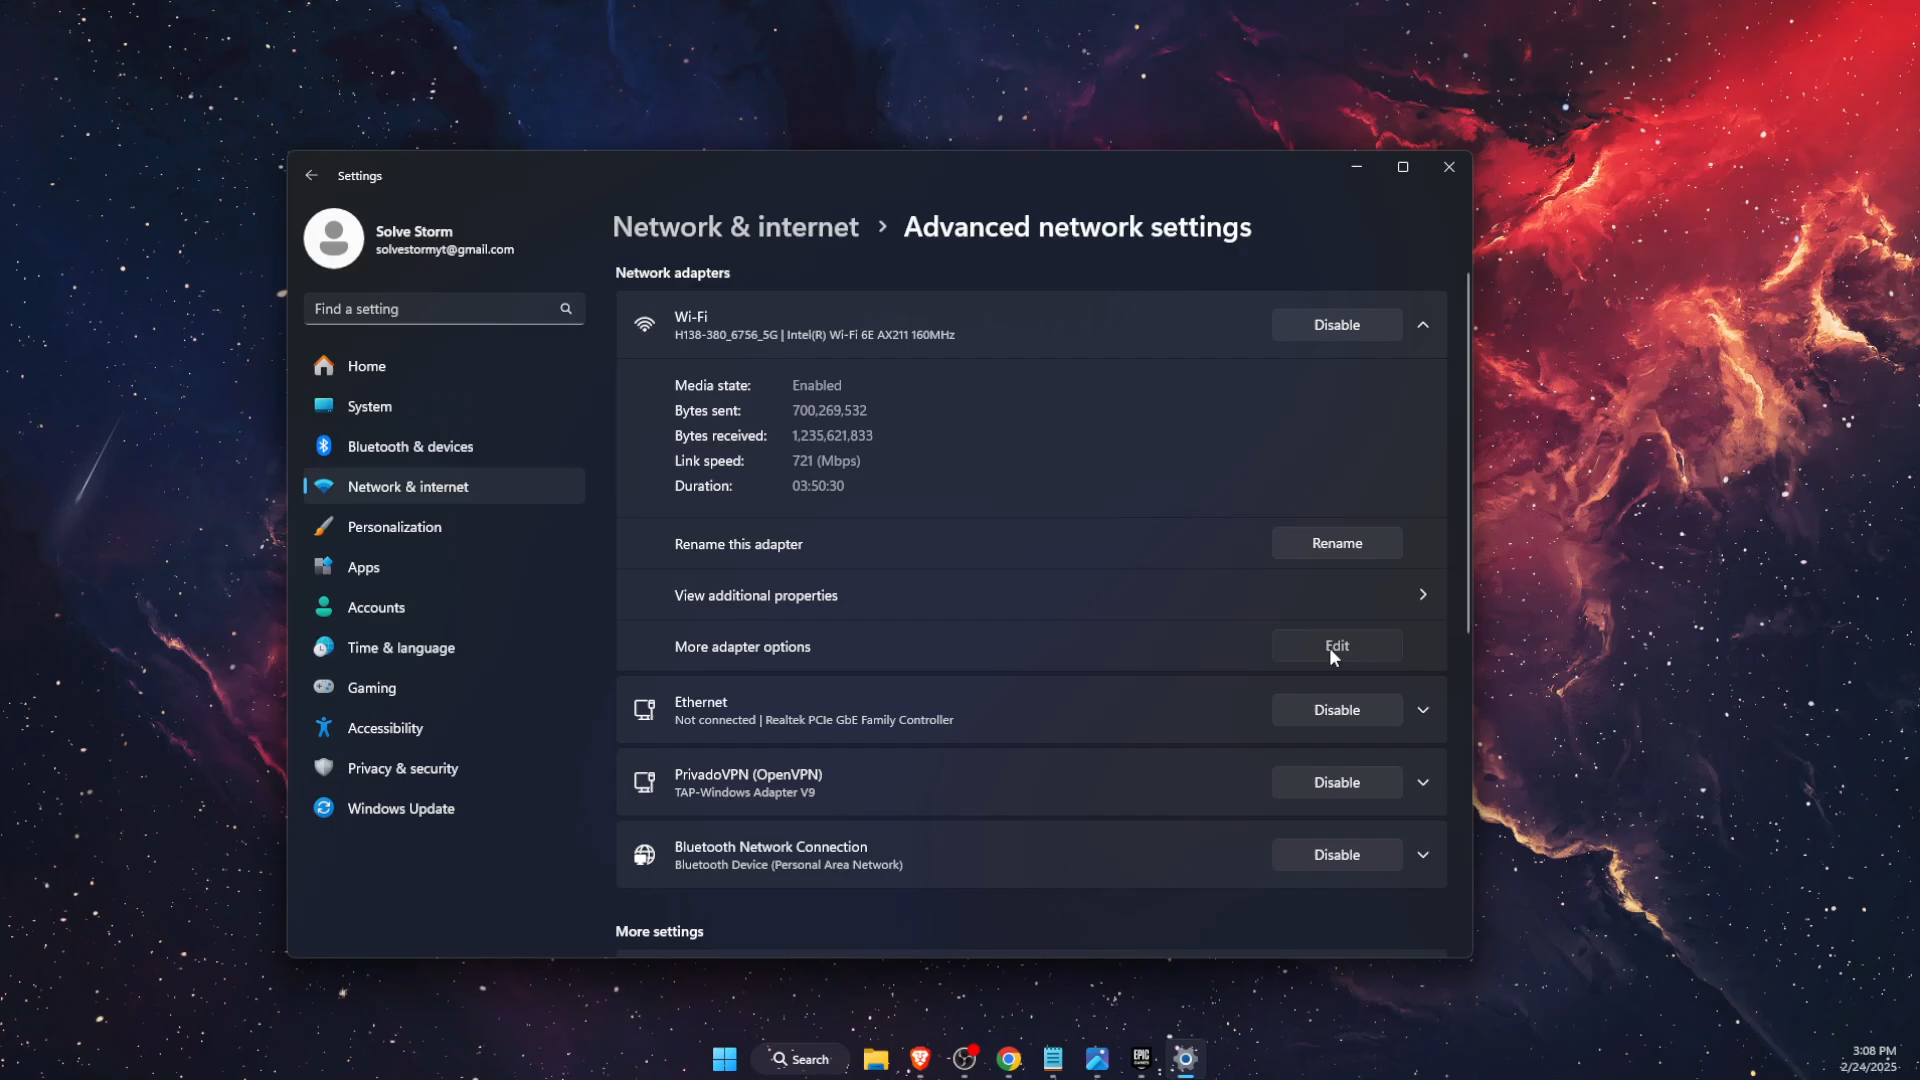 Settings
Solve Storm
solvestormyt@gmail.com
Find a setting
Home
System
Bluetooth & devices
Network & internet
Personalization
Apps
Accounts
Time & language
Gaming
Accessibility
Privacy & security
Windows Update
Network & internet › Advanced network settings
Network adapters
Wi-Fi
H138-380_6756_5G | Intel(R) Wi-Fi 6E AX211 160MHz
Disable
Media state: Enabled
Bytes sent: 700,269,532
Bytes received: 1,235,621,833
Link speed: 721 (Mbps)
Duration: 03:50:30
Rename this adapter
Rename
View additional properties
More adapter options
Edit
Ethernet
Not connected | Realtek PCIe GbE Family Controller
Disable
PrivadoVPN (OpenVPN)
TAP-Windows Adapter V9
Disable
Bluetooth Network Connection
Bluetooth Device (Personal Area Network)
Disable
More settings
Search
EPIC
3:08 PM
2/24/2025